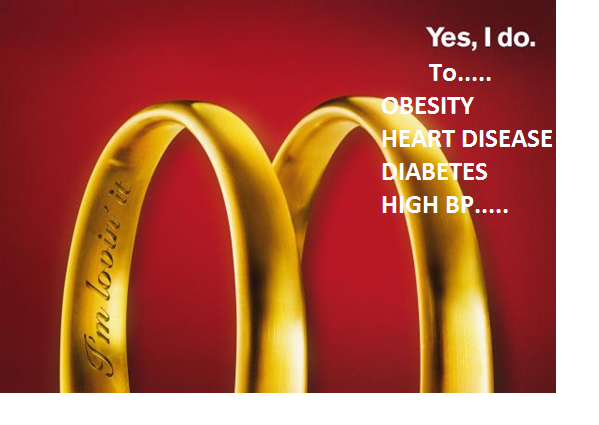 Yes, I do.
To.....
OBESITY
HEART DISEASE
DIABETES
HIGH BP.....
I'm lovin' it